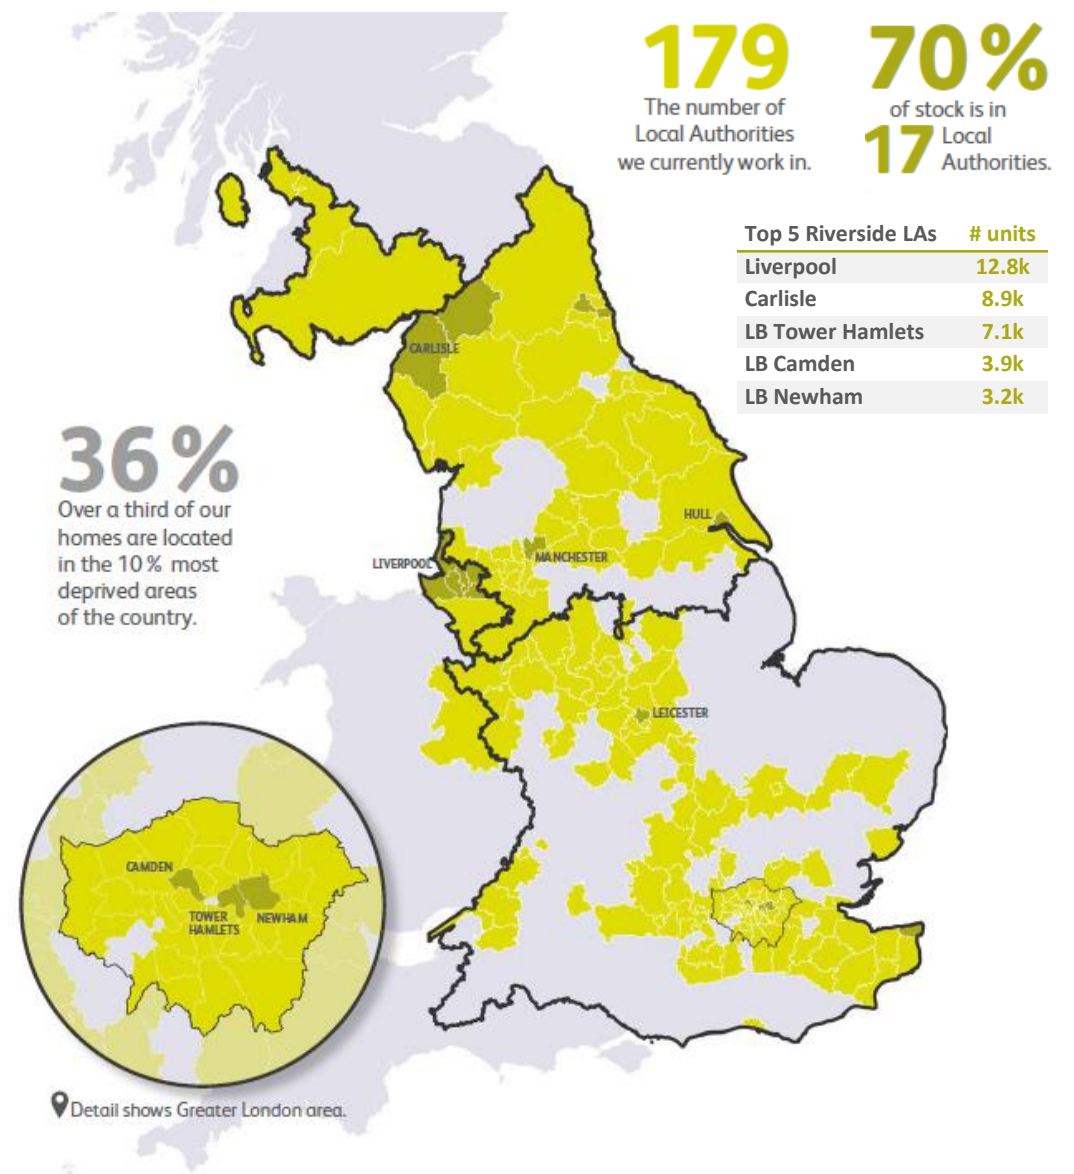 179
The number of
Local Authorities
we currently work in.
70%
of stock is in
17 Local
Authorities.
Top 5 Riverside LAs # units
Liverpool 12.8k
Carlisle 8.9k
LB Tower Hamlets 7.1k
LB Camden 3.9k
LB Newham 3.2k
CARLISLE
36%
Over a third of our
homes are located
in the 10% most
deprived areas
of the country.
HULL
MANCHESTER
LIVERPOOL
LEICESTER
CAMDEN
TOWER
HAMLETS
NEWHAM
Detail shows Greater London area.